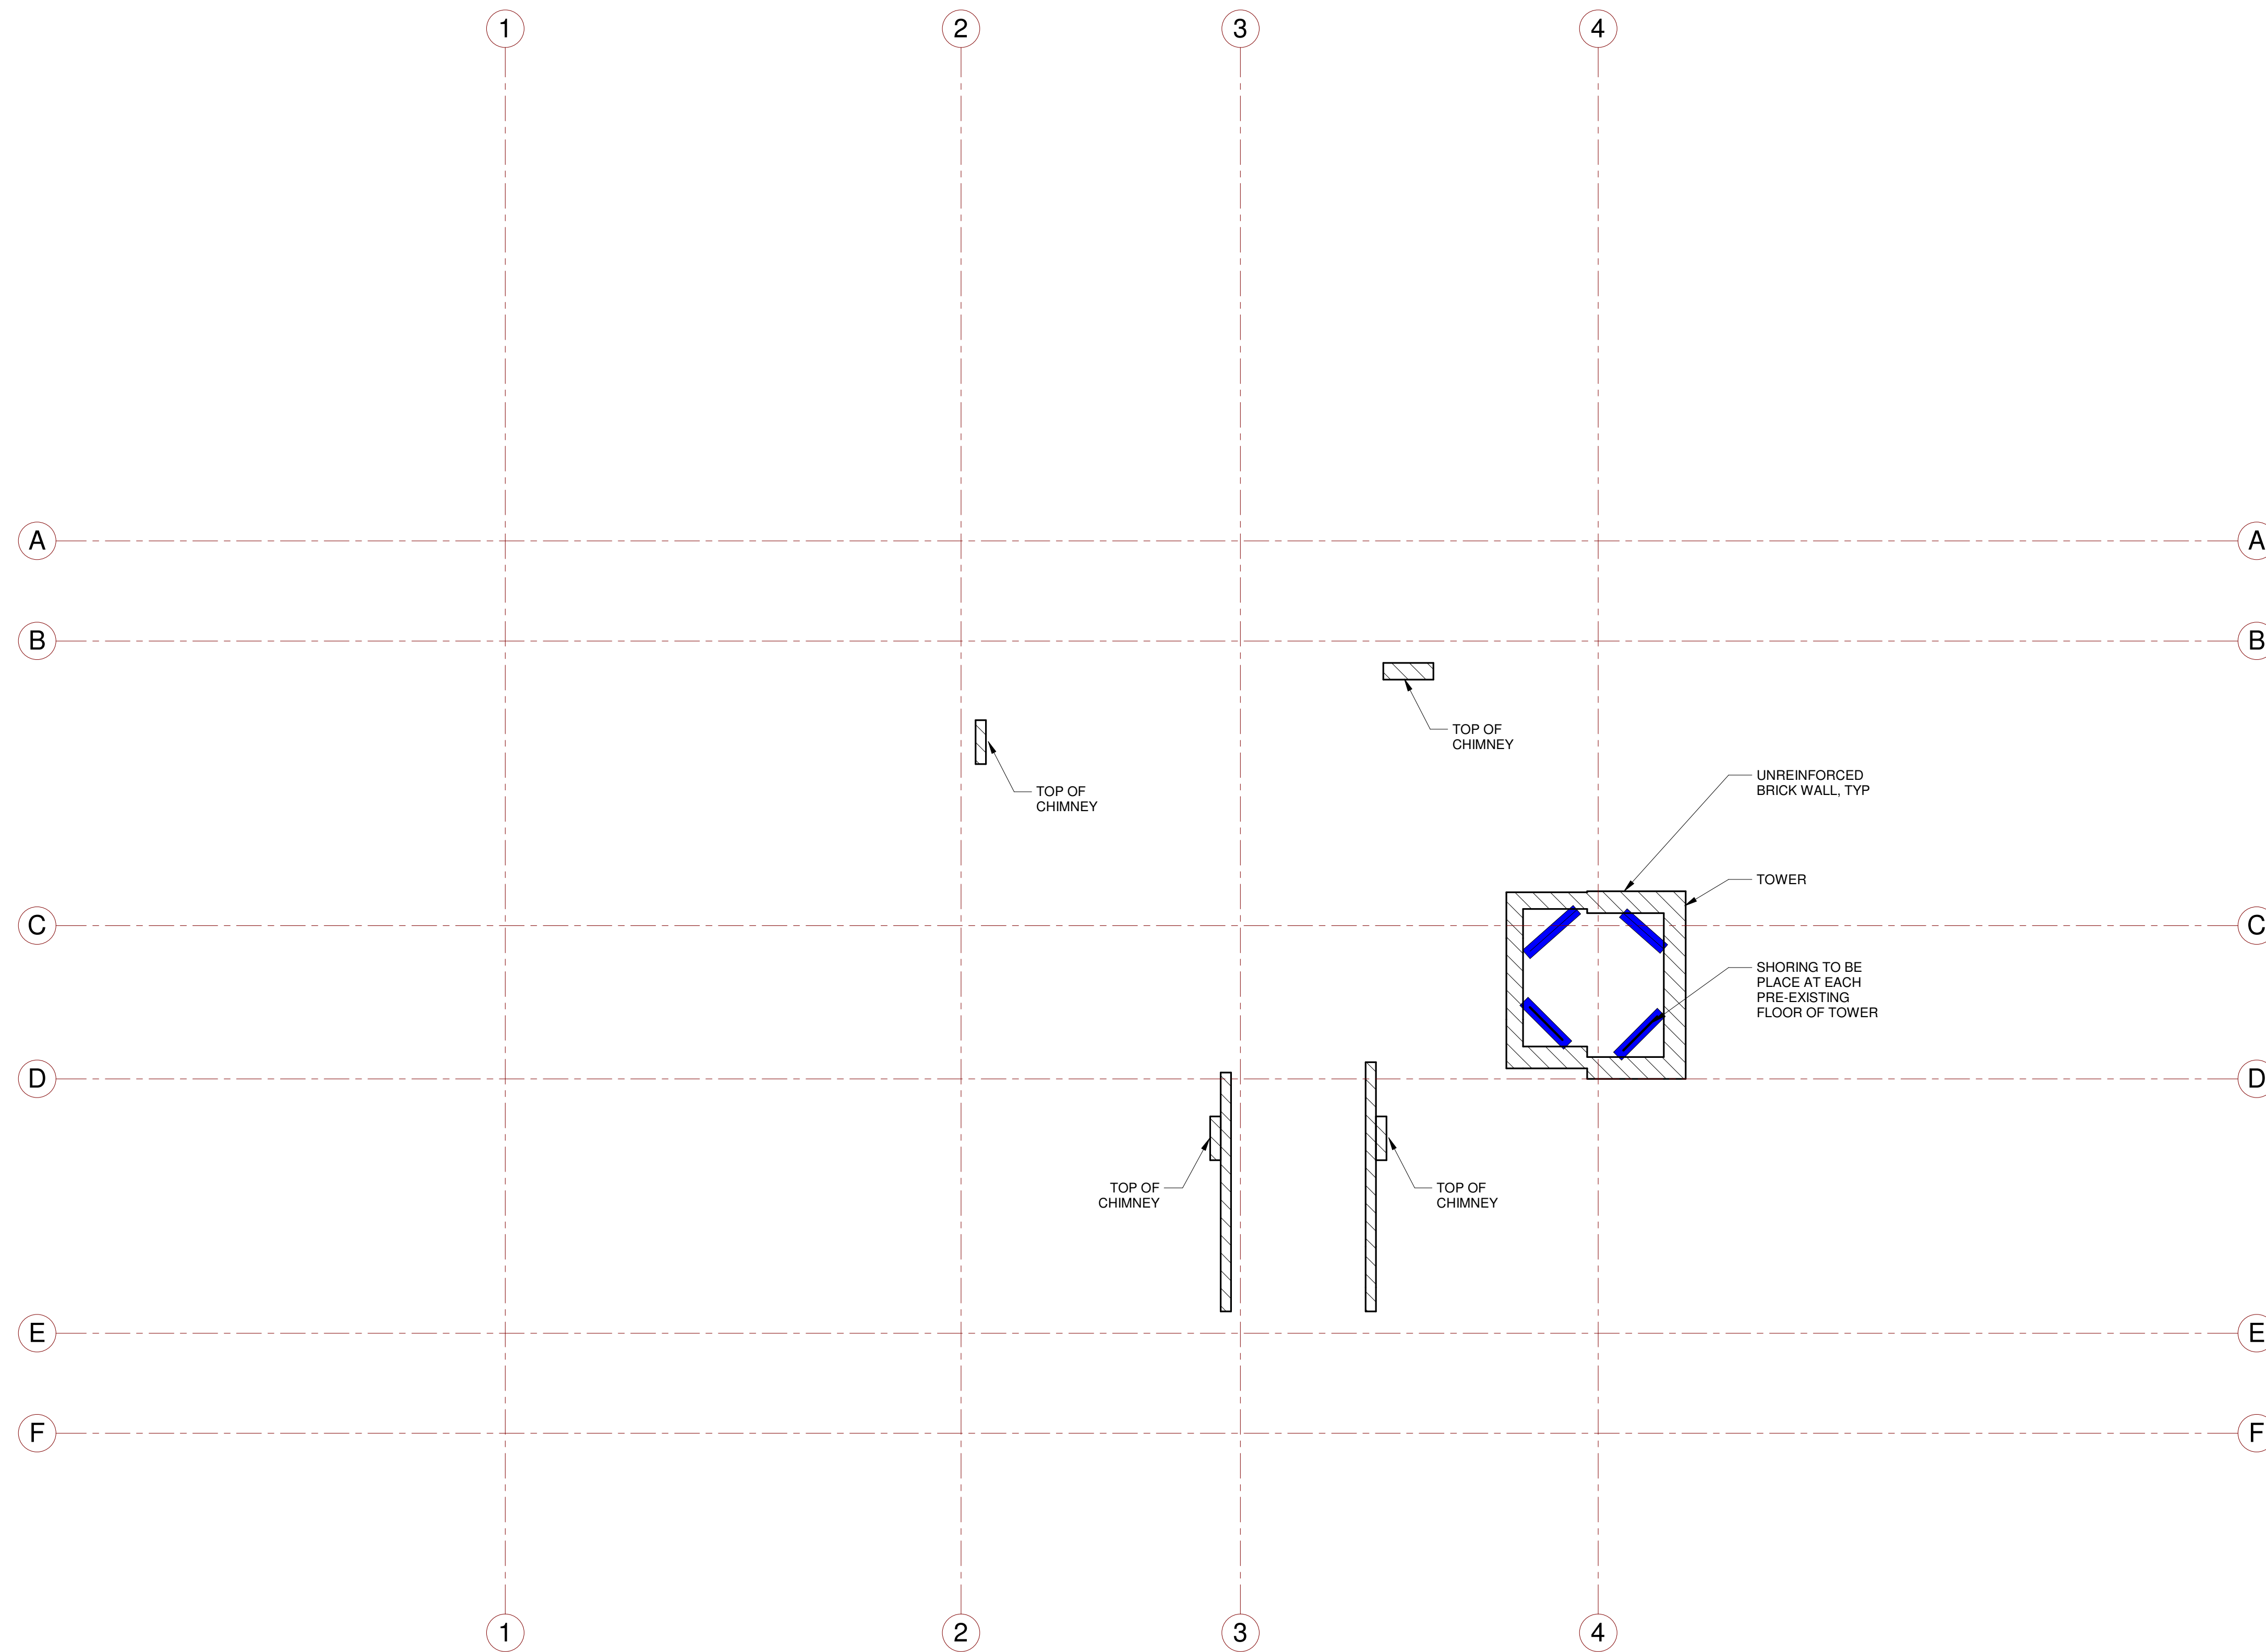 1
2
3
4
A
A
B
B
TOP OF
CHIMNEY
TOP OF
CHIMNEY
UNREINFORCED
BRICK WALL, TYP
TOWER
C
C
SHORING TO BE
PLACE AT EACH
PRE-EXISTING
FLOOR OF TOWER
D
D
TOP OF
CHIMNEY
TOP OF
CHIMNEY
E
E
F
F
1
2
3
4